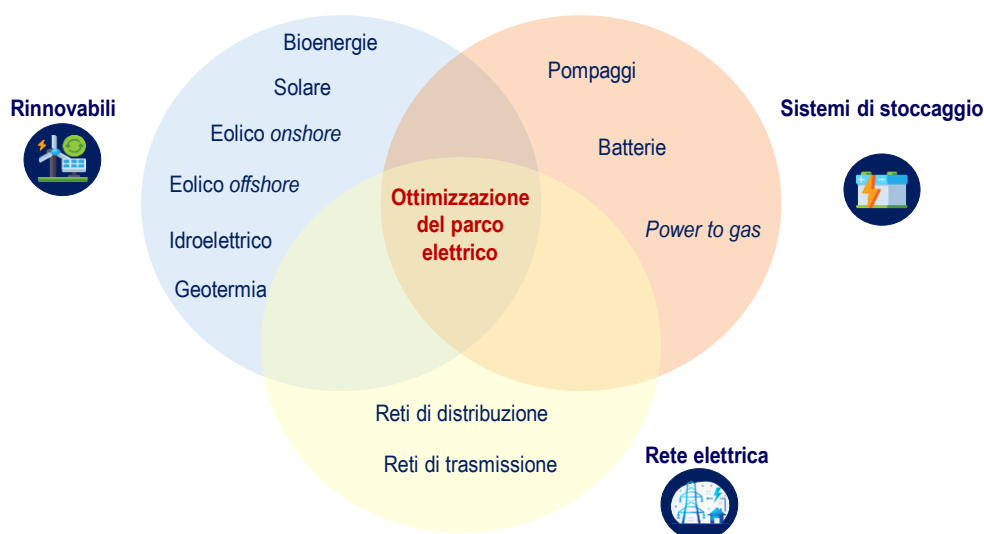 Rinnovabili
Bioenergie
Solare
Eolico onshore
Eolico offshore
Idroelettrico
Geotermia
Ottimizzazione
del parco
elettrico
Pompaggi
Batterie
Power to gas
Sistemi di stoccaggio
Reti di distribuzione
Reti di trasmissione
Rete elettrica